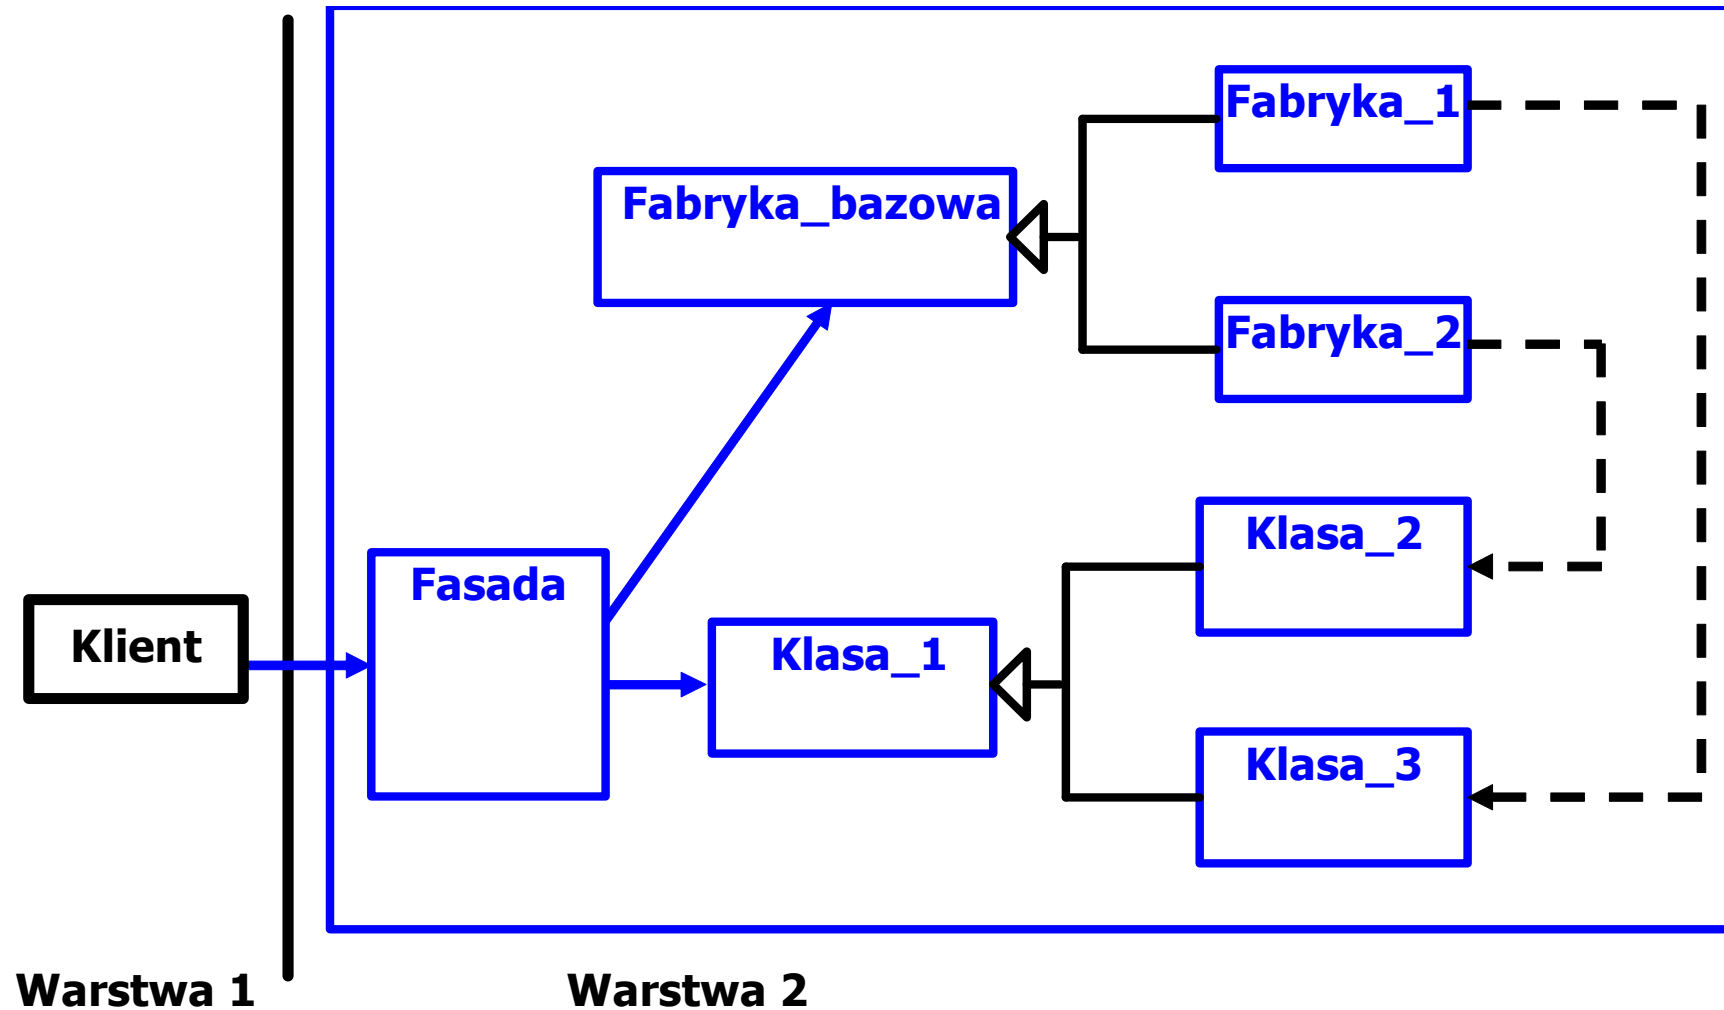 Fabryka_1
Fabryka_bazowa
Fabryka_2
Klasa_2
Fasada
Klient
Klasa_1
Klasa_3
Warstwa 1
Warstwa 2